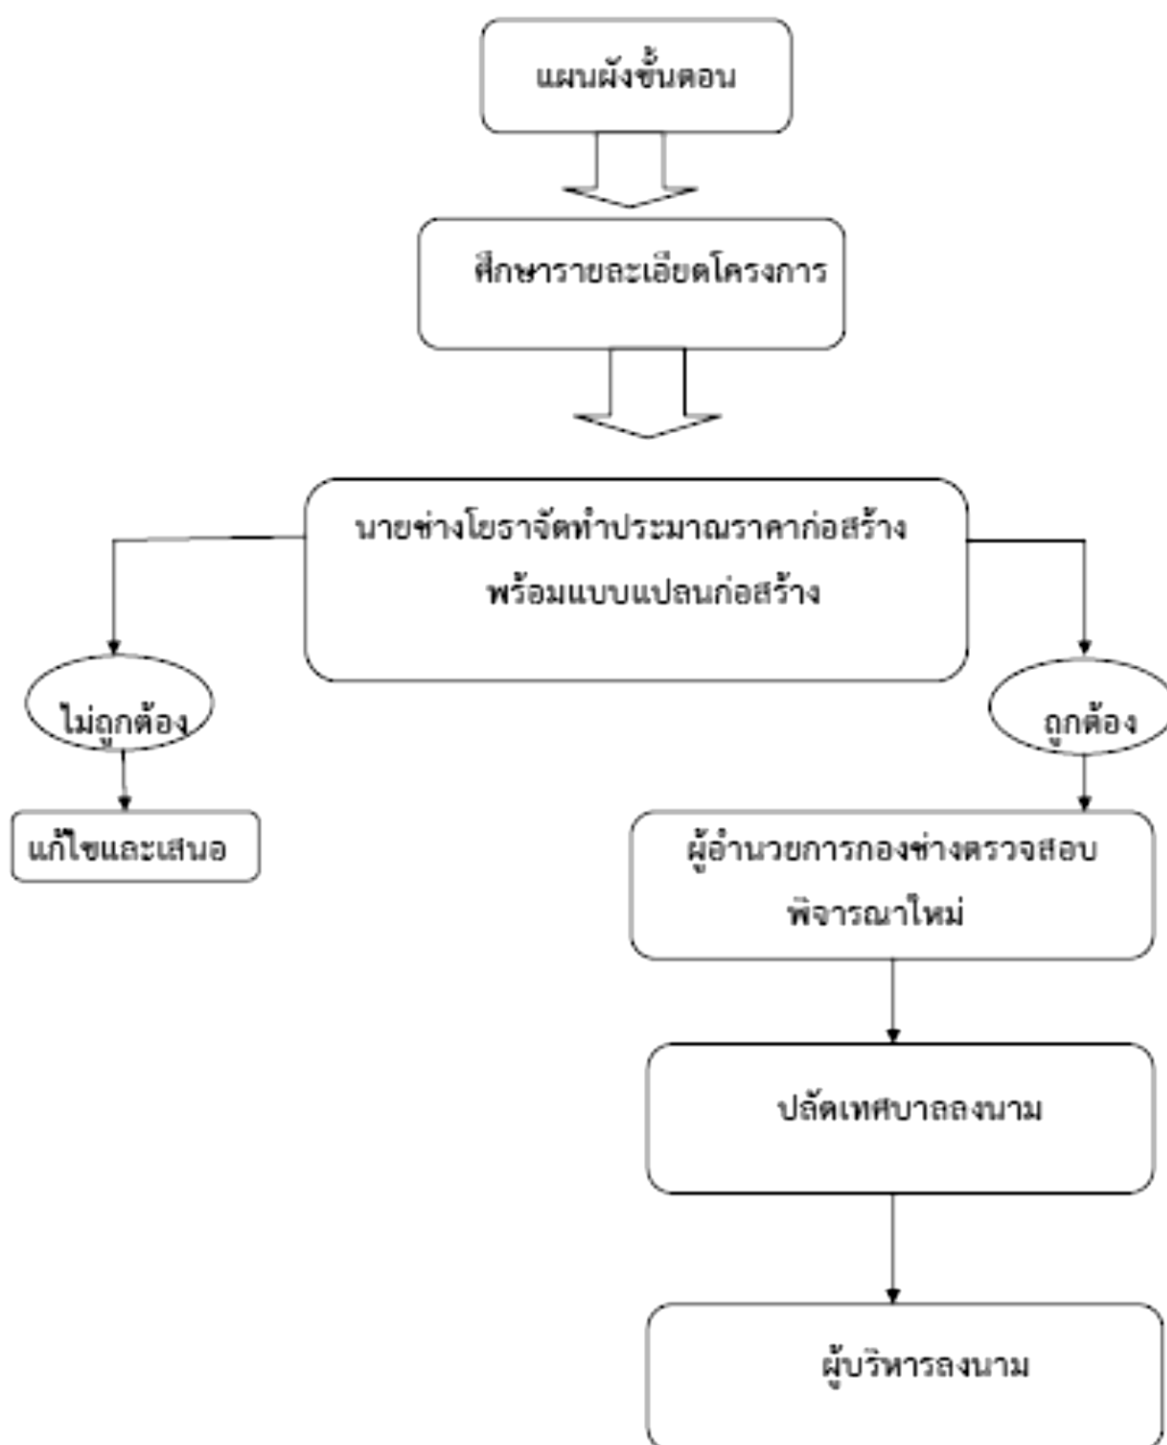 แผนผังขั้นตอน
ศึกษารายละเอียดโครงการ
นายช่างโยธาจัดทำประมาณราคาก่อสร้าง
พร้อมแบบแปลนก่อสร้าง
ไม่ถูกต้อง
ถูกต้อง
แก้ไขและเสนอ
ผู้อำนวยการกองช่างตรวจสอบ
พิจารณาใหม่
ปลัดเทศบาลลงนาม
ผู้บริหารลงนาม